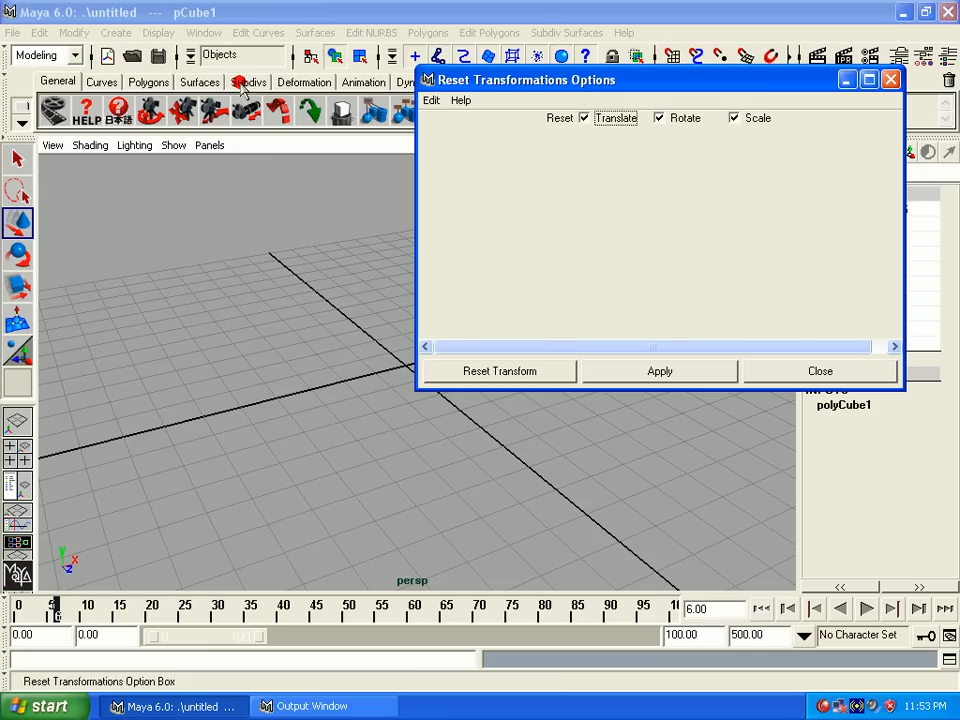 Maya 6.0: .\untitled --- pCube1
File Edit Modify Create Display Window Edit Curves Surfaces Edit NURBS Polygons Edit Polygons Subdiv Surfaces Help
Modeling Objects
General Curves Polygons Surfaces Subdivs Deformation Animation Dyn
HELP 日本語
View Shading Lighting Show Panels
Reset Transformations Options
Edit Help
Reset Translate Rotate Scale
Reset Transform Apply Close
polyCube1
y x z
persp
MAYA
0 5 10 15 20 25 30 35 40 45 50 55 60 65 70 75 80 85 90 95 10
6
6.00
0.00 0.00 0 100 100.00 500.00 No Character Set
Reset Transformations Option Box
start Maya 6.0: .\untitled ... Output Window 11:53 PM